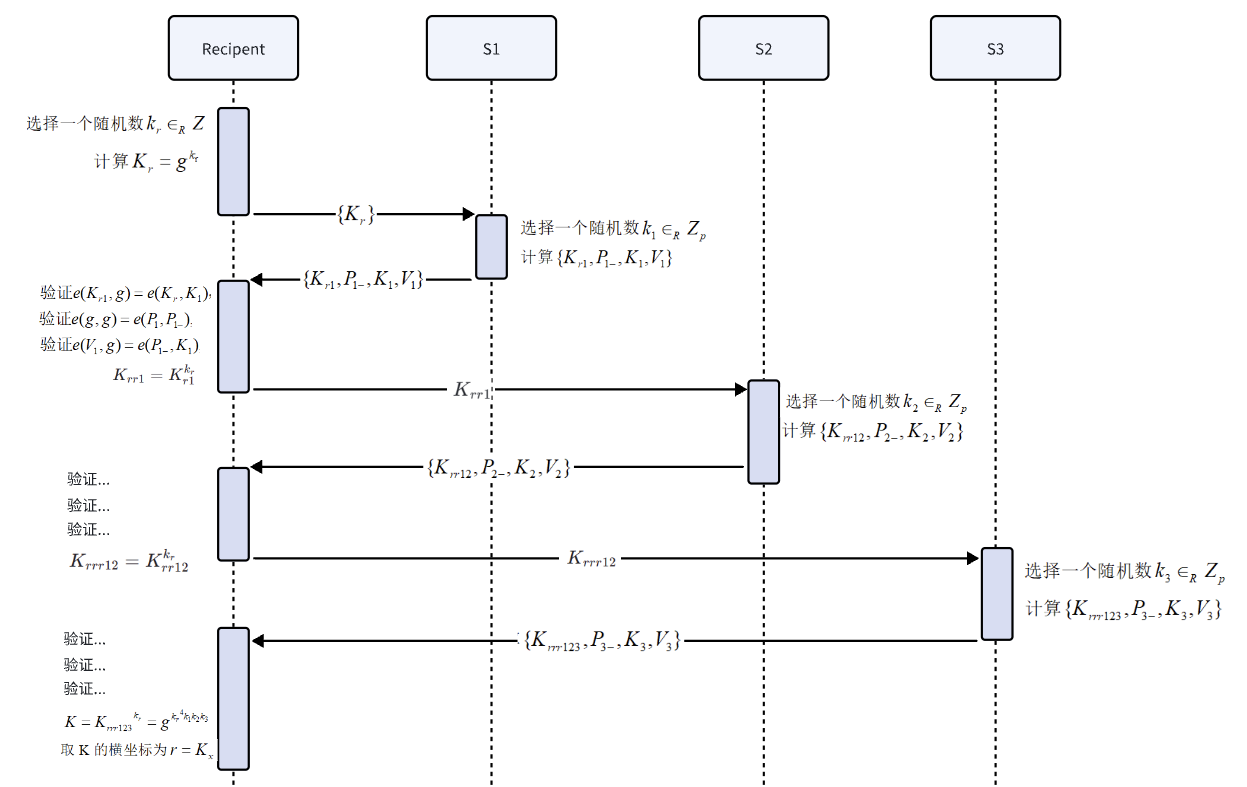 Recipent
S1
S2
S3
选择一个随机数 k_r ∈_R Z
计算 K_r = g^{k_r}
{K_r}
选择一个随机数 k_1 ∈_R Z_p
计算 {K_{r1}, P_{1-}, K_1, V_1}
{K_{r1}, P_{1-}, K_1, V_1}
验证 e(K_{r1}, g) = e(K_r, K_1),
验证 e(g, g) = e(P_1, P_{1-}),
验证 e(V_1, g) = e(P_{1-}, K_1)
K_{rr1} = K_{r1}^{k_r}
K_{rr1}
选择一个随机数 k_2 ∈_R Z_p
计算 {K_{rr12}, P_{2-}, K_2, V_2}
{K_{rr12}, P_{2-}, K_2, V_2}
验证...
验证...
验证...
K_{rrr12} = K_{rr12}^{k_r}
K_{rrr12}
选择一个随机数 k_3 ∈_R Z_p
计算 {K_{rrr123}, P_{3-}, K_3, V_3}
{K_{rrr123}, P_{3-}, K_3, V_3}
验证...
验证...
验证...
K = K_{rrr123}^{k_r} = g^{k_r^4 k_1 k_2 k_3}
取 K 的横坐标为 r = K_x